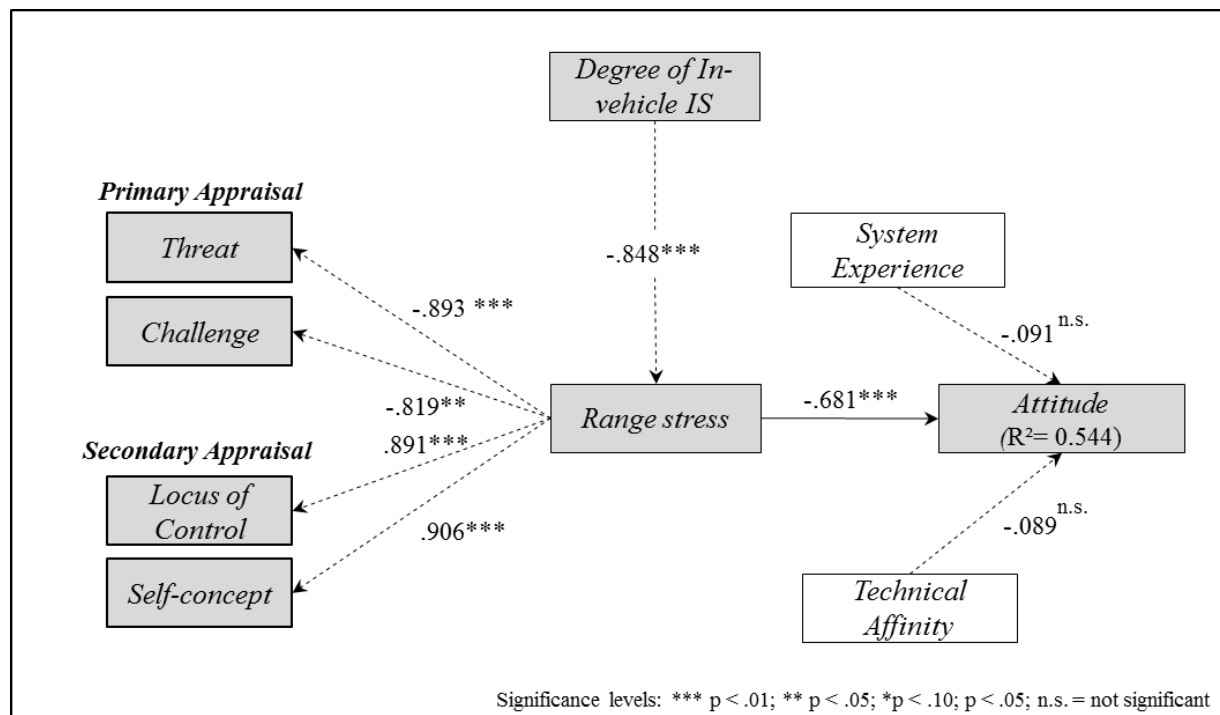 Degree of In-
vehicle IS
Primary Appraisal
Threat
Challenge
-.848***
System
Experience
-.893 ***
-.091 n.s.
-.819**
Range stress
-.681***
Attitude
(R²= 0.544)
.891***
Secondary Appraisal
Locus of
Control
.906***
-.089 n.s.
Self-concept
Technical
Affinity
Significance levels: *** p < .01; ** p < .05; *p < .10; p < .05; n.s. = not significant